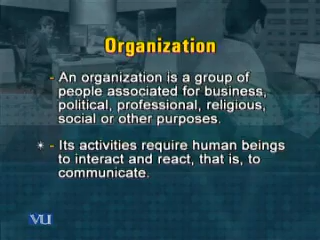 Organization
- An organization is a group of
people associated for business,
political, professional, religious,
social or other purposes.
- Its activities require human beings
to interact and react, that is, to
communicate.
VU